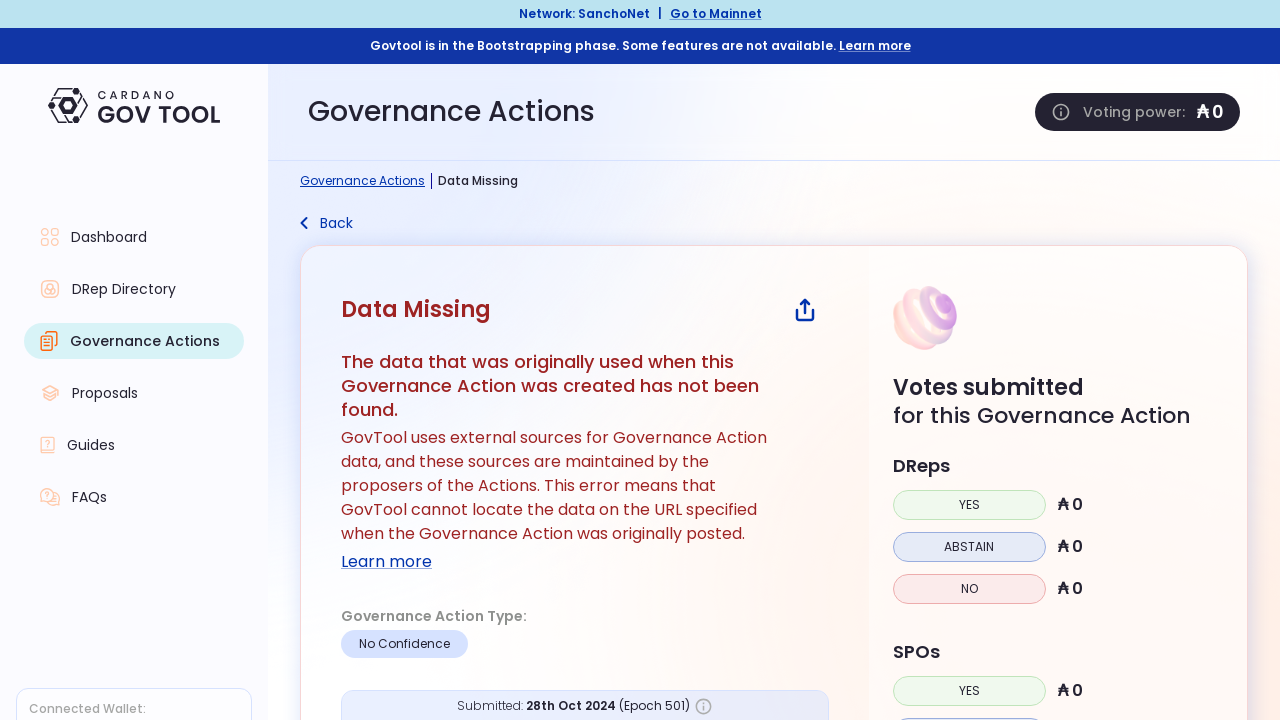 Network: SanchoNet | Go to Mainnet
Govtool is in the Bootstrapping phase. Some features are not available. Learn more
CARDANO
GOV TOOL
Governance Actions
Voting power: ₳ 0
Governance Actions | Data Missing
Back
Dashboard
DRep Directory
Governance Actions
Proposals
Guides
FAQs
Connected Wallet:
Data Missing
The data that was originally used when this
Governance Action was created has not been
found.
GovTool uses external sources for Governance Action
data, and these sources are maintained by the
proposers of the Actions. This error means that
GovTool cannot locate the data on the URL specified
when the Governance Action was originally posted.
Learn more
Governance Action Type:
No Confidence
Submitted: 28th Oct 2024 (Epoch 501)
Votes submitted
for this Governance Action
DReps
YES ₳ 0
ABSTAIN ₳ 0
NO ₳ 0
SPOs
YES ₳ 0